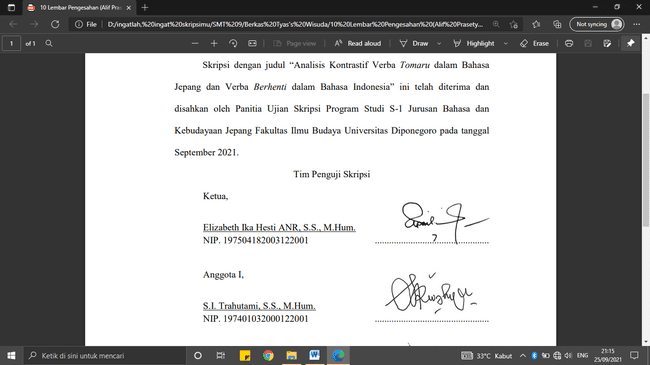 10 Lembar Pengesahan (Alif Pras
File
D:/ingatlah,%20ingat%20skripsimu/SMT%209/Berkas%20Tyas's%20Wisuda/10%20Lembar%20Pengesahan%20(Alif%20Prasety...
Not syncing
1 of 1
Page view
Read aloud
Draw
Highlight
Erase
Skripsi dengan judul “Analisis Kontrastif Verba Tomaru dalam Bahasa
Jepang dan Verba Berhenti dalam Bahasa Indonesia” ini telah diterima dan
disahkan oleh Panitia Ujian Skripsi Program Studi S-1 Jurusan Bahasa dan
Kebudayaan Jepang Fakultas Ilmu Budaya Universitas Diponegoro pada tanggal
September 2021.
Tim Penguji Skripsi
Ketua,
Elizabeth Ika Hesti ANR, S.S., M.Hum.
NIP. 197504182003122001
Anggota I,
S.I. Trahutami, S.S., M.Hum.
NIP. 197401032000122001
Ketik di sini untuk mencari
33°C Kabut
ENG
21:15
25/09/2021